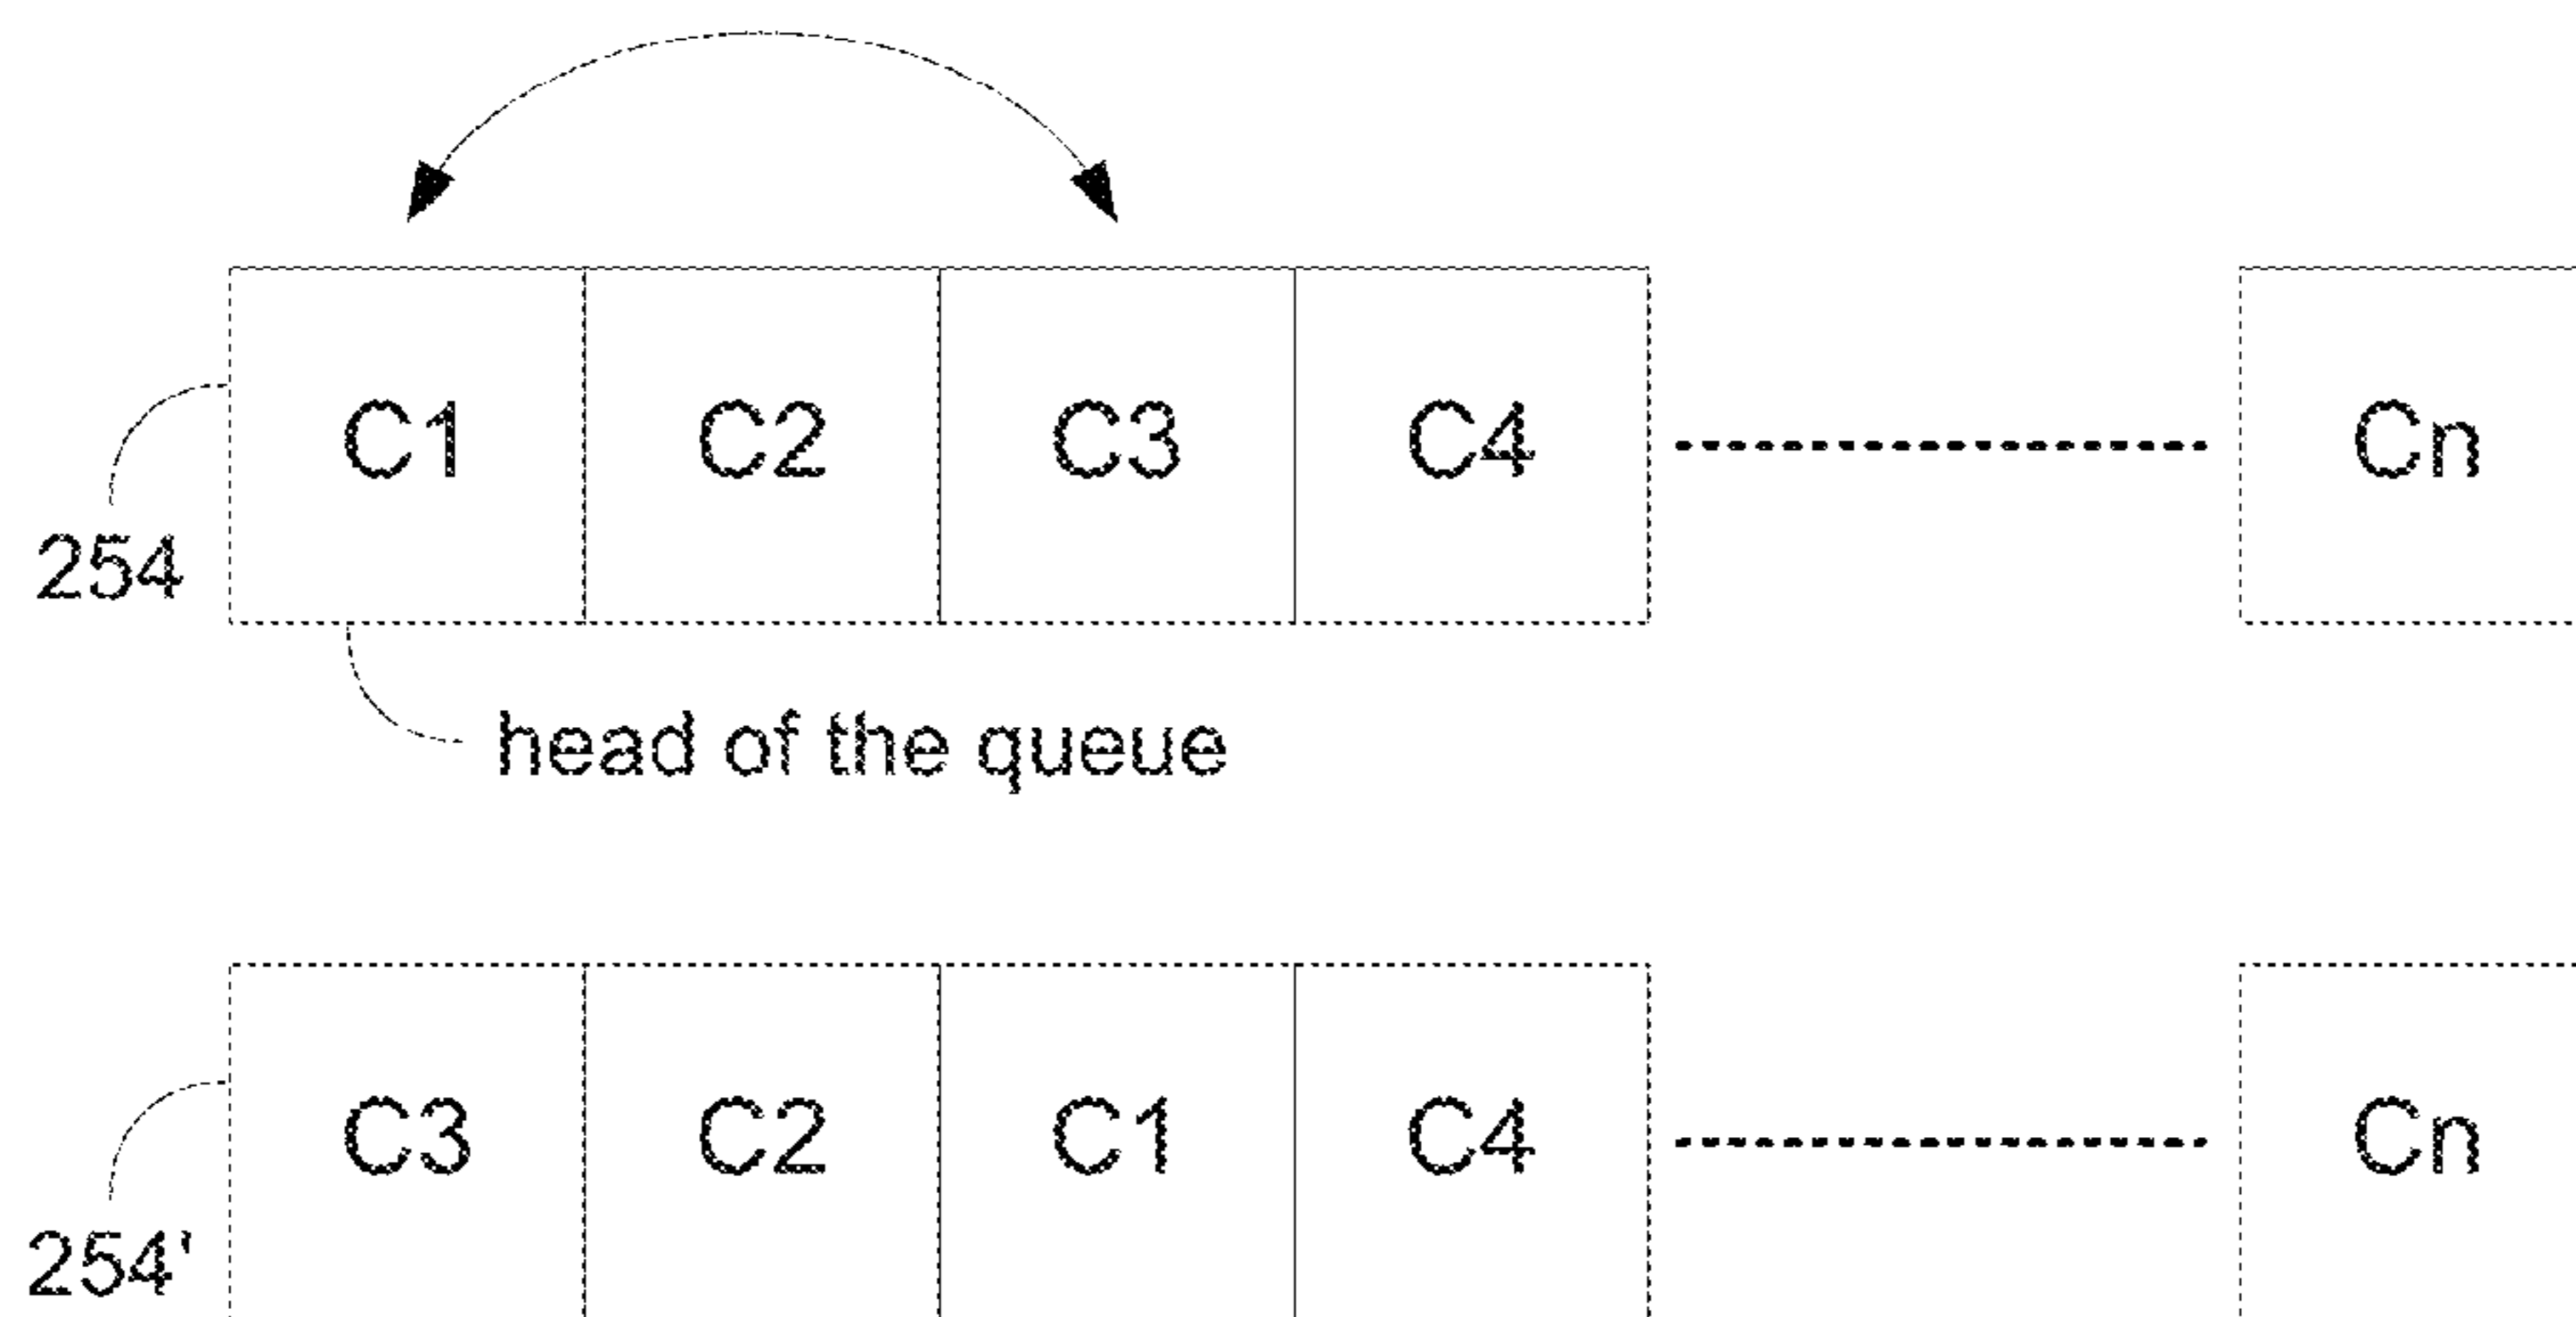 C1 C2 C3 C4 Cn
254
head of the queue
C3 C2 C1 C4 Cn
254'